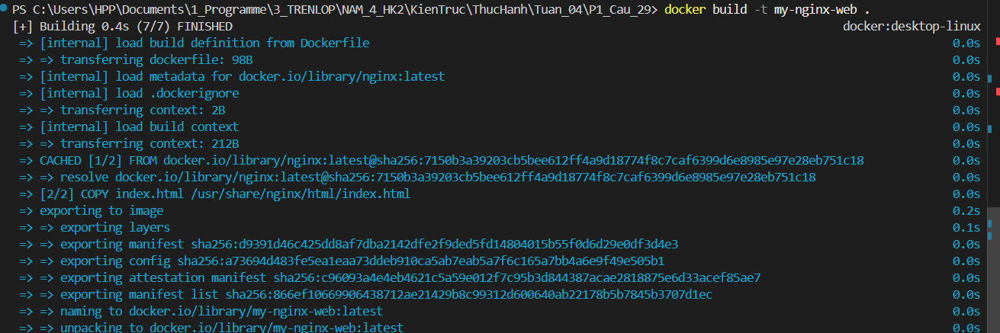 PS C:\Users\HPP\Documents\1_Programme\3_TRENLOP\NAM_4_HK2\KienTruc\ThucHanh\Tuan_04\P1_Cau_29> docker build -t my-nginx-web .
[+] Building 0.4s (7/7) FINISHED docker:desktop-linux
=> [internal] load build definition from Dockerfile 0.0s
=> => transferring dockerfile: 98B 0.0s
=> [internal] load metadata for docker.io/library/nginx:latest 0.0s
=> [internal] load .dockerignore 0.0s
=> => transferring context: 2B 0.0s
=> [internal] load build context 0.0s
=> => transferring context: 212B 0.0s
=> CACHED [1/2] FROM docker.io/library/nginx:latest@sha256:7150b3a39203cb5bee612ff4a9d18774f8c7caf6399d6e8985e97e28eb751c18 0.0s
=> => resolve docker.io/library/nginx:latest@sha256:7150b3a39203cb5bee612ff4a9d18774f8c7caf6399d6e8985e97e28eb751c18 0.0s
=> [2/2] COPY index.html /usr/share/nginx/html/index.html 0.0s
=> exporting to image 0.2s
=> => exporting layers 0.1s
=> => exporting manifest sha256:d9391d46c425dd8af7dba2142dfe2f9ded5fd14804015b55f0d6d29e0df3d4e3 0.0s
=> => exporting config sha256:a73694d483fe5ea1eaa73ddeb910ca5ab7eab5a7f6c165a7bb4a6e9f49e505b1 0.0s
=> => exporting attestation manifest sha256:c96093a4e4eb4621c5a59e012f7c95b3d844387acae2818875e6d33acef85ae7 0.0s
=> => exporting manifest list sha256:866ef10669906438712ae21429b8c99312d600640ab22178b5b7845b3707d1ec 0.0s
=> => naming to docker.io/library/my-nginx-web:latest 0.0s
=> => unpacking to docker.io/library/my-nginx-web:latest 0.0s